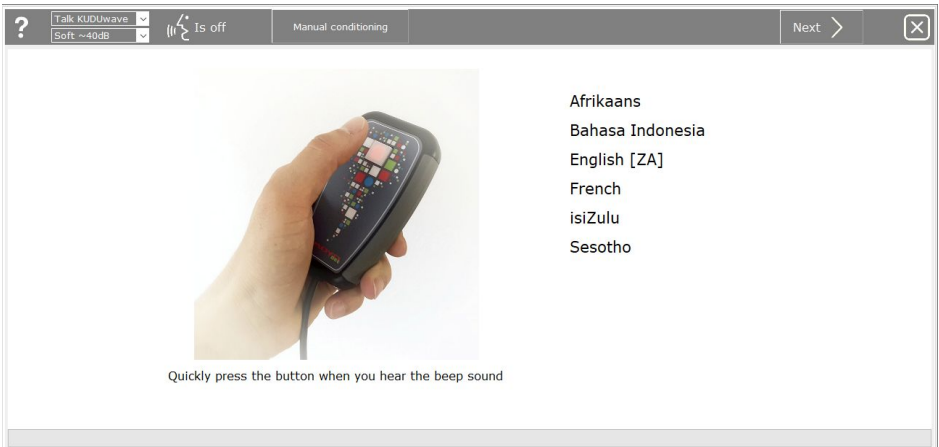 ?
Talk KUDUwave
Soft ~40dB
Is off
Manual conditioning
Next
Afrikaans
Bahasa Indonesia
English [ZA]
French
isiZulu
Sesotho
Quickly press the button when you hear the beep sound